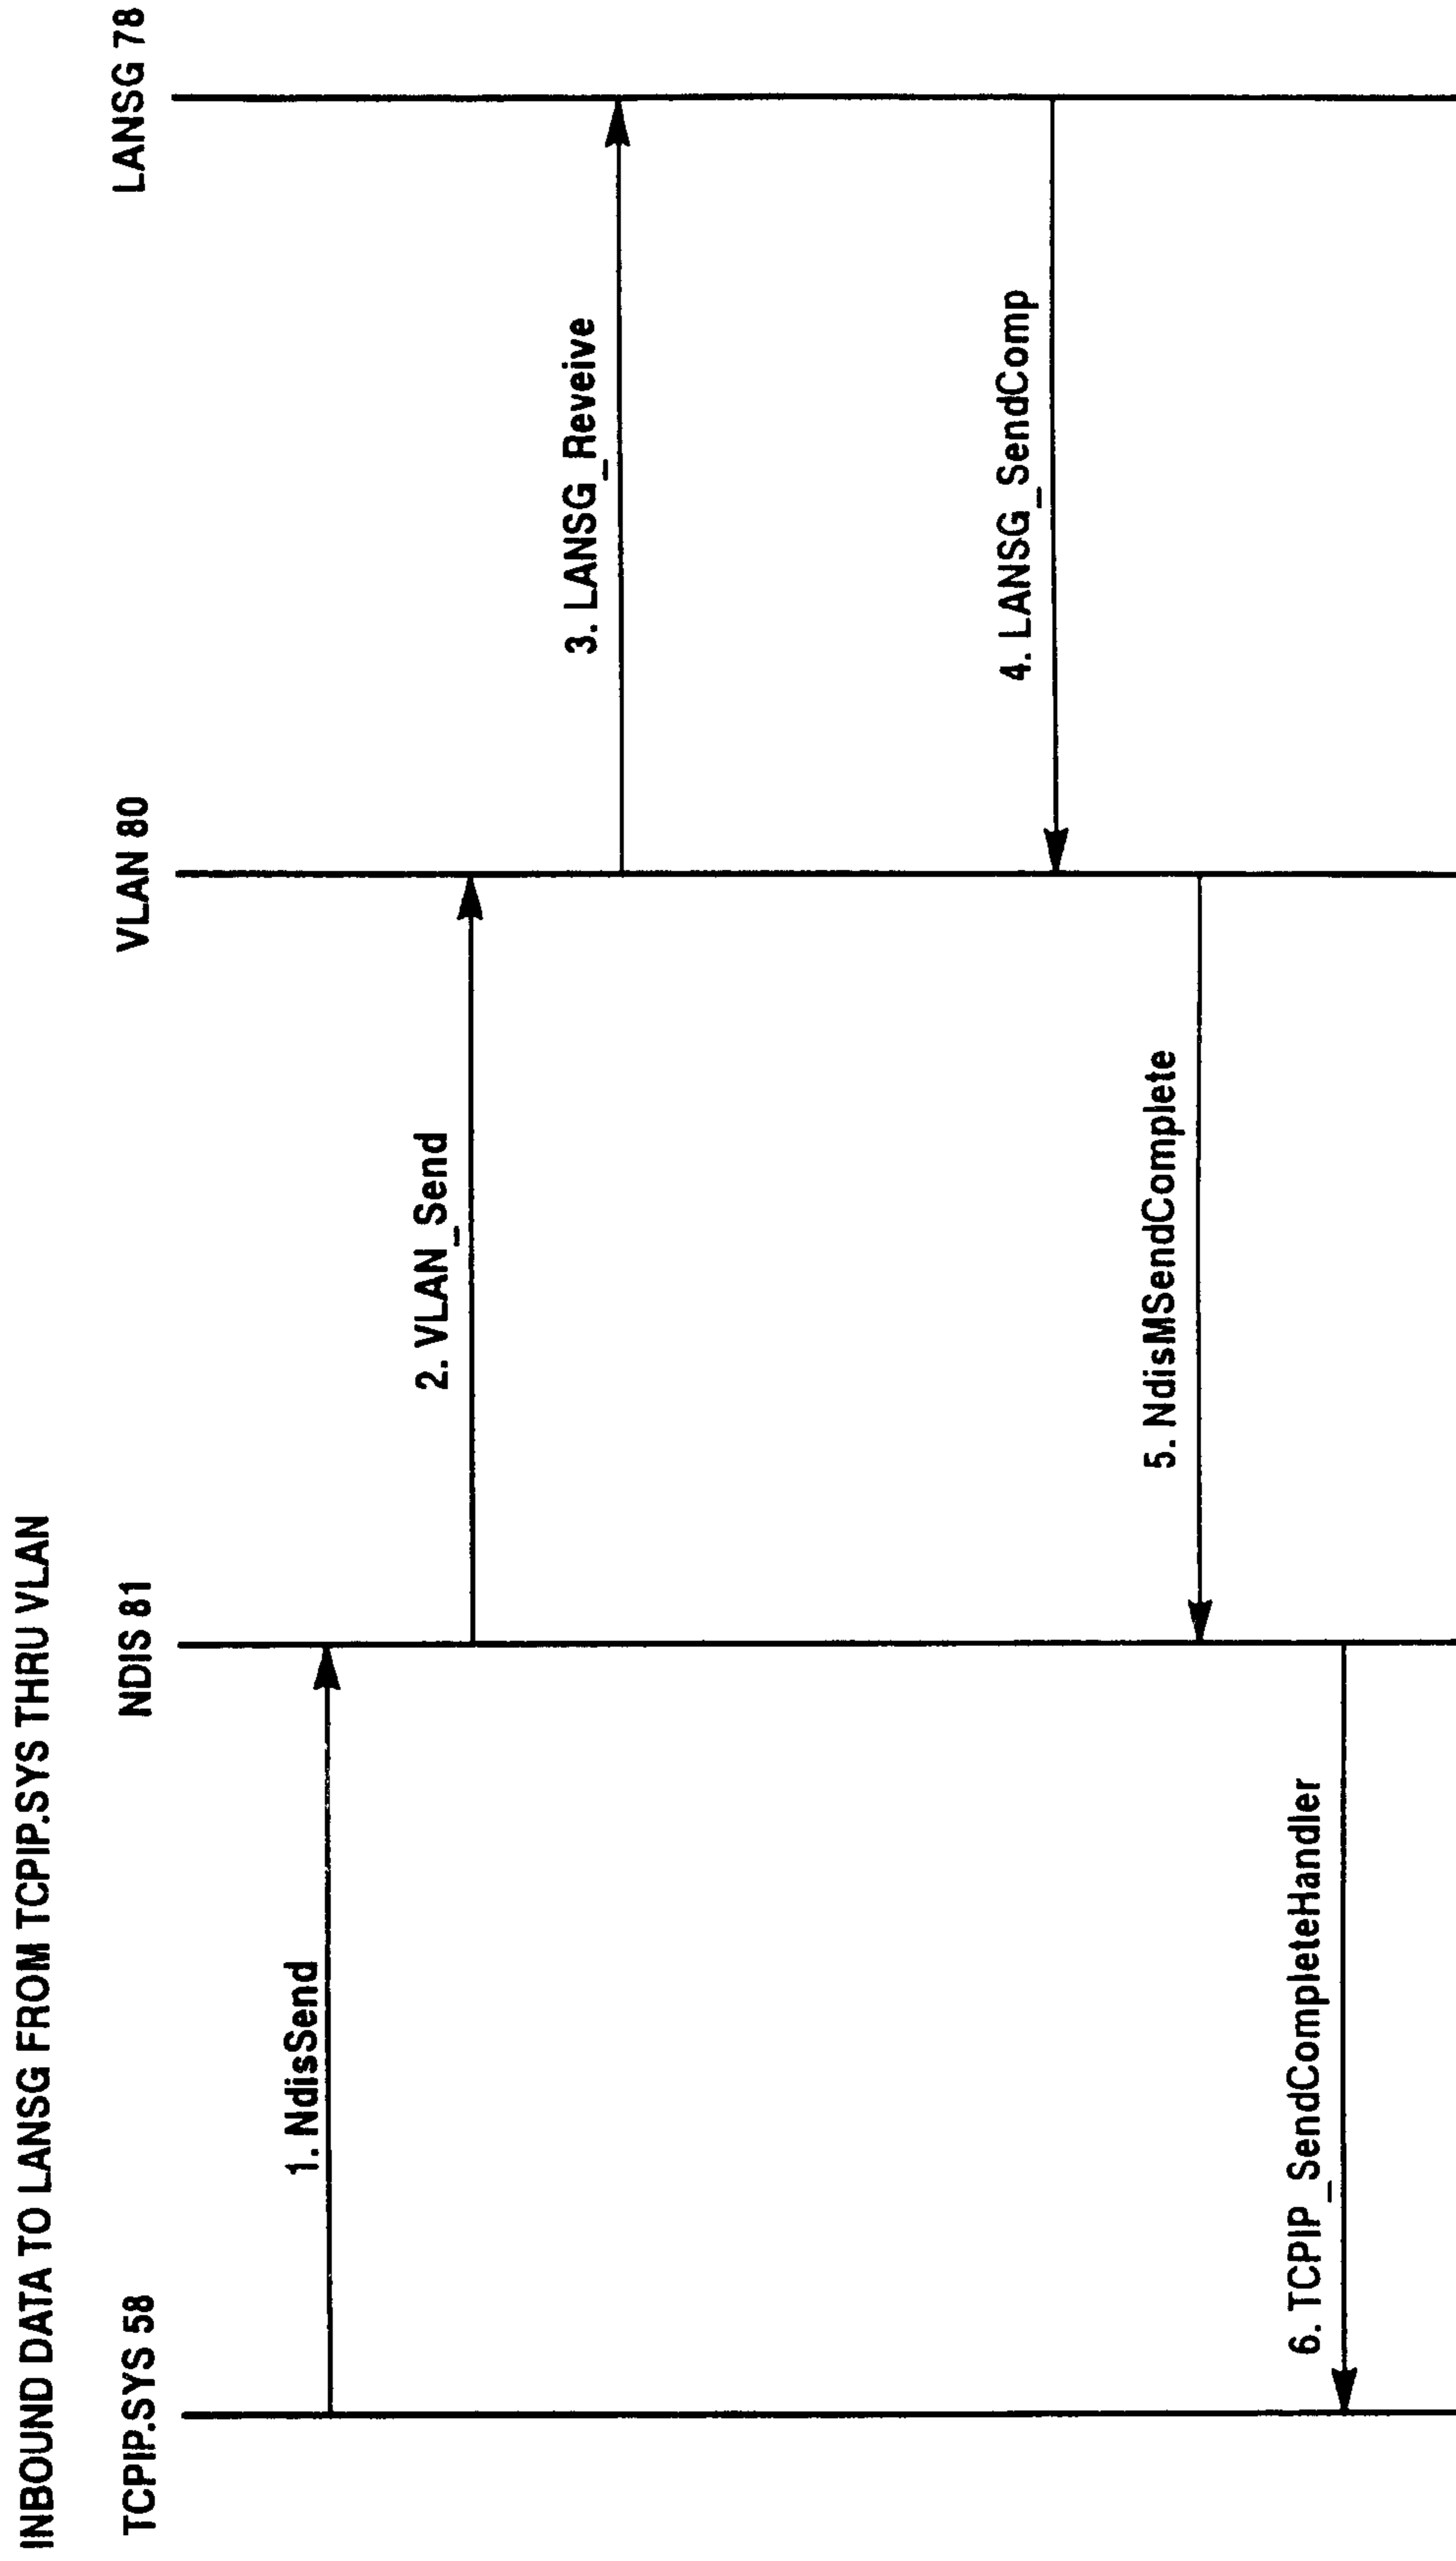 INBOUND DATA TO LANSG FROM TCPIP.SYS THRU VLAN
TCPIP.SYS 58
NDIS 81
VLAN 80
LANSG 78
1. NdisSend
2. VLAN_Send
3. LANSG_Reveive
4. LANSG_SendComp
5. NdisMSendComplete
6. TCPIP_SendCompleteHandler